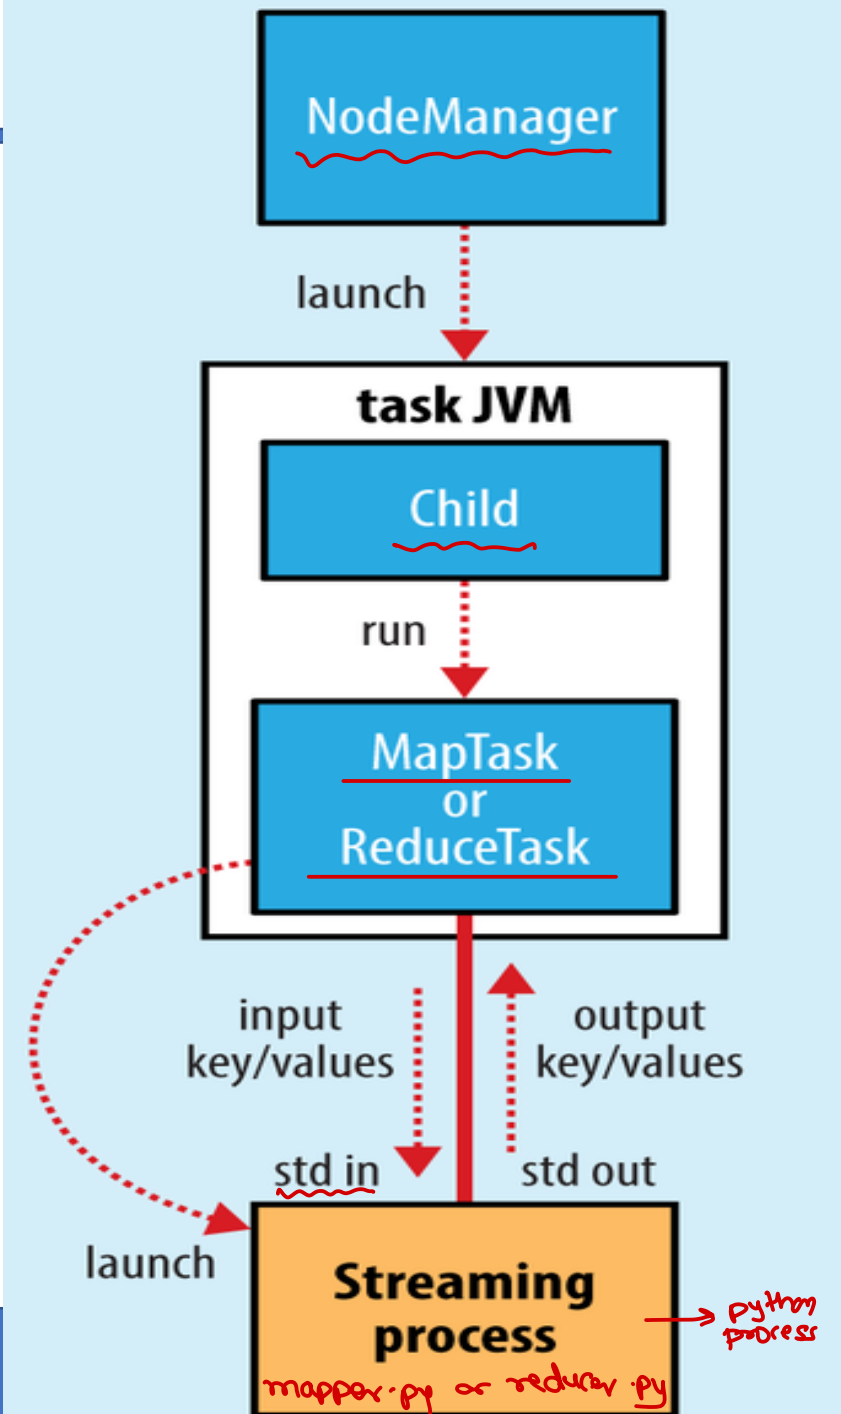 NodeManager
launch
task JVM
Child
run
MapTask
or
ReduceTask
input
key/values
output
key/values
std in
std out
launch
Streaming
process
python
process
mapper.py or reducer.py